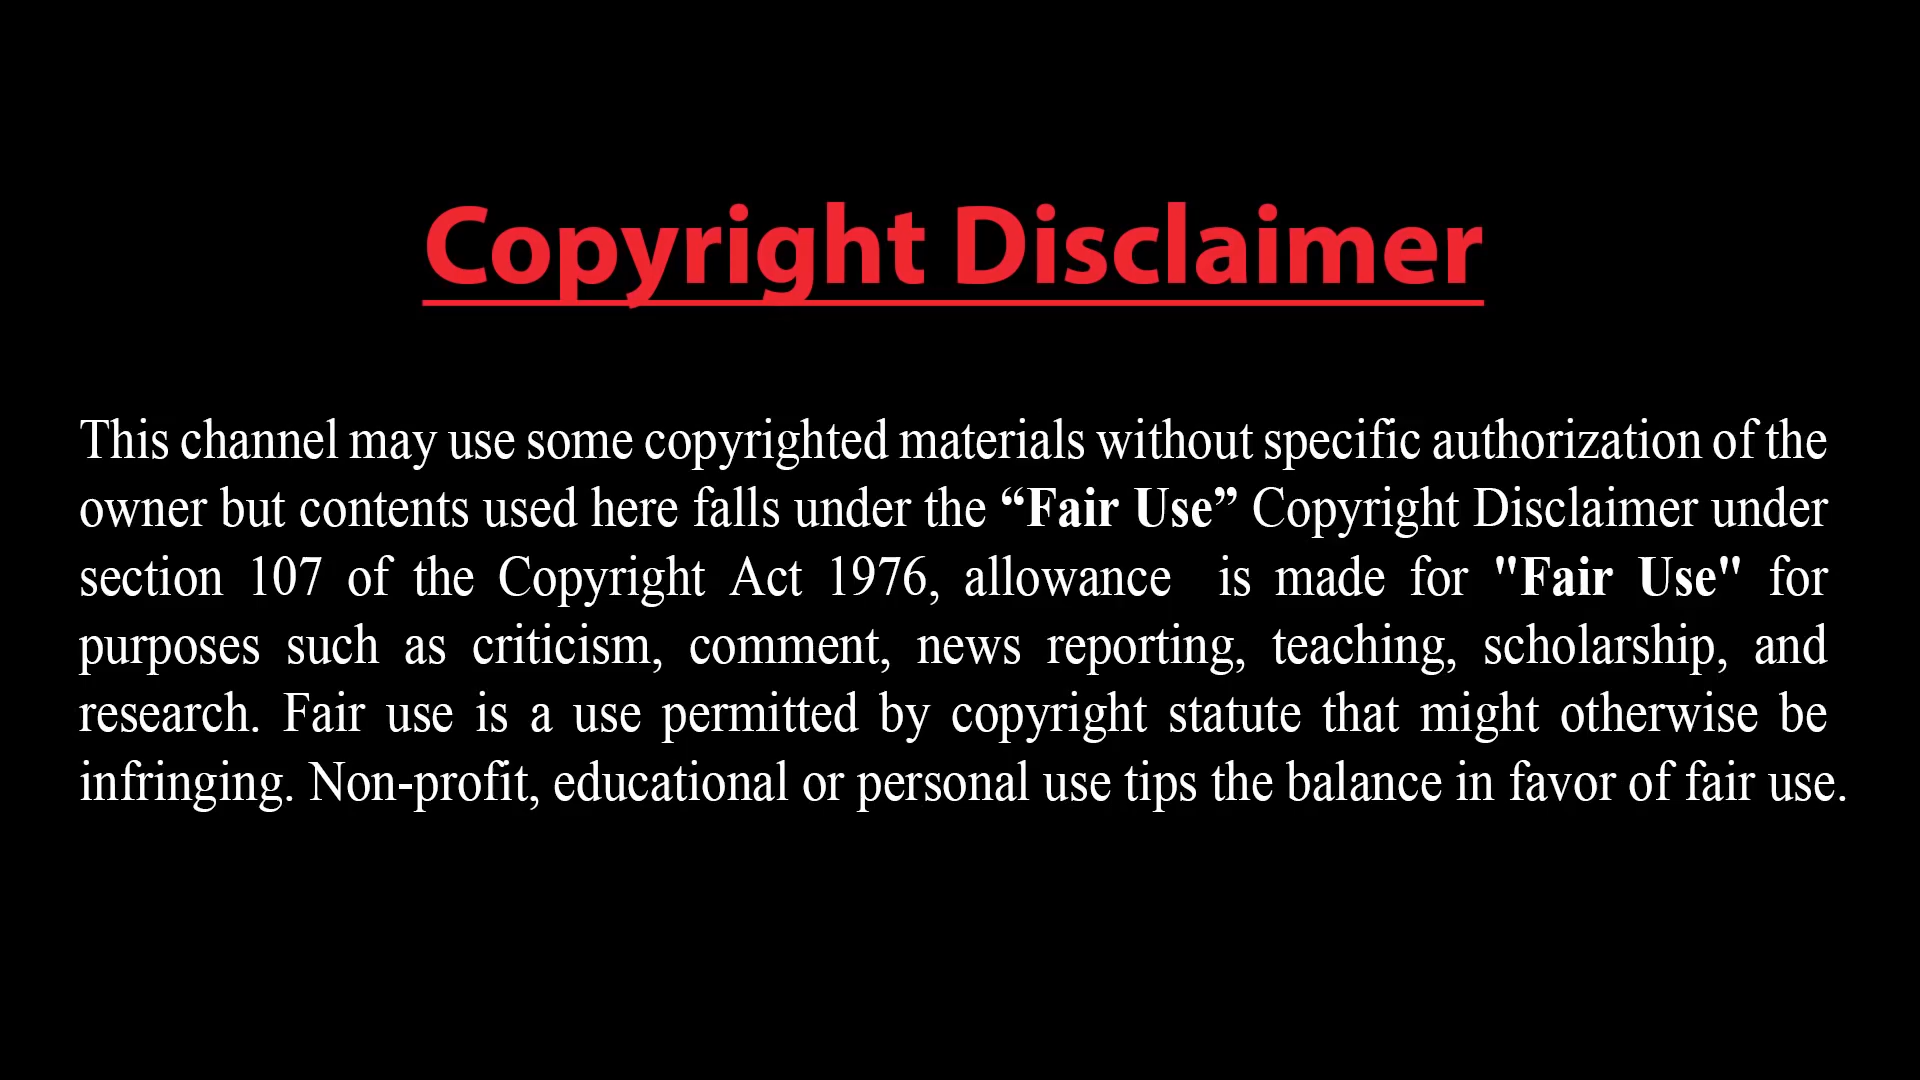 Copyright Disclaimer
This channel may use some copyrighted materials without specific authorization of the
owner but contents used here falls under the “Fair Use” Copyright Disclaimer under
section 107 of the Copyright Act 1976, allowance is made for "Fair Use" for
purposes such as criticism, comment, news reporting, teaching, scholarship, and
research. Fair use is a use permitted by copyright statute that might otherwise be
infringing. Non-profit, educational or personal use tips the balance in favor of fair use.